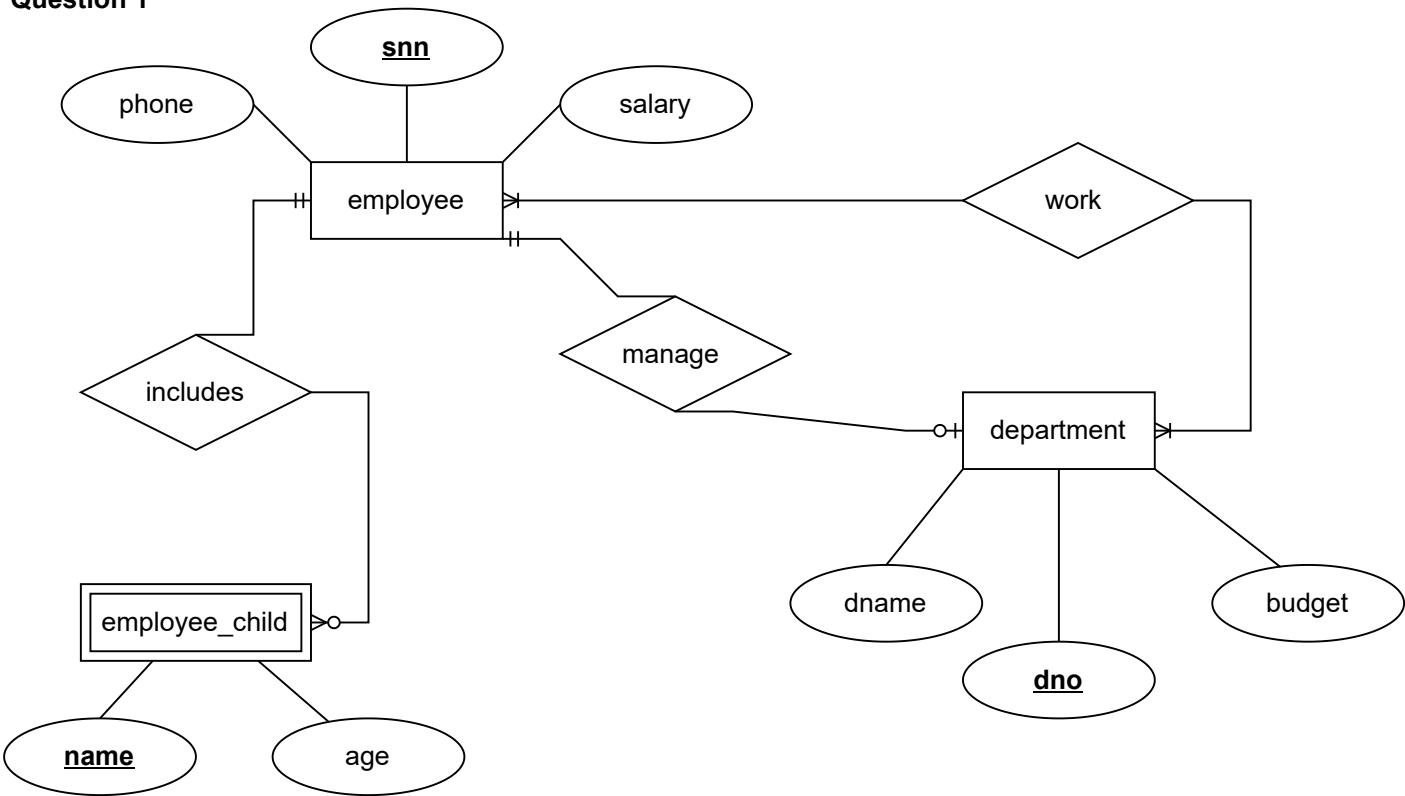 Question 1
snn
phone
salary
employee
work
manage
includes
department
dname
budget
employee_child
dno
name
age